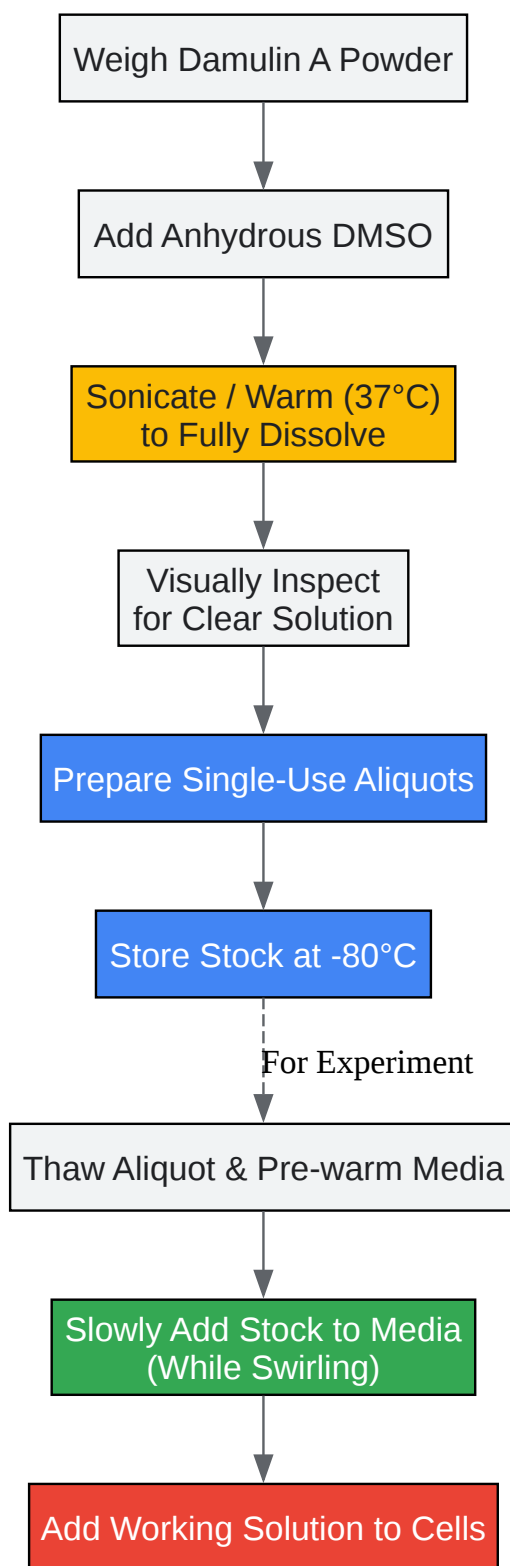 Weigh Damulin A Powder
Add Anhydrous DMSO
Sonicate / Warm (37°C)
to Fully Dissolve
Visually Inspect
for Clear Solution
Prepare Single-Use Aliquots
Store Stock at -80°C
For Experiment
Thaw Aliquot & Pre-warm Media
Slowly Add Stock to Media
(While Swirling)
Add Working Solution to Cells